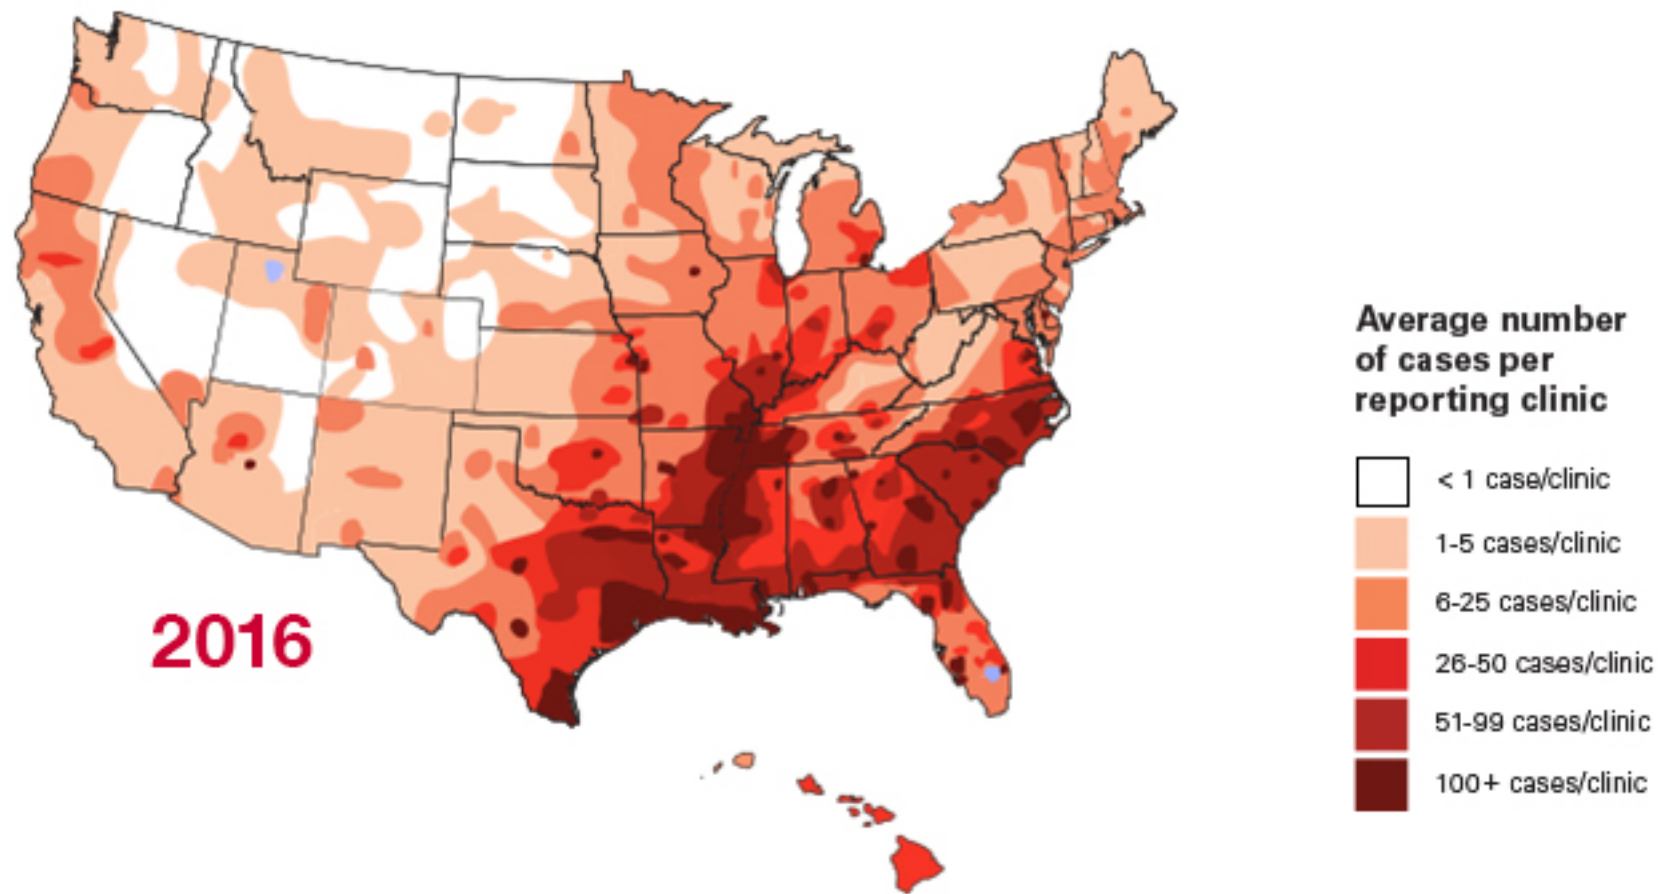 2016
Average number
of cases per
reporting clinic
< 1 case/clinic
1-5 cases/clinic
6-25 cases/clinic
26-50 cases/clinic
51-99 cases/clinic
100+ cases/clinic